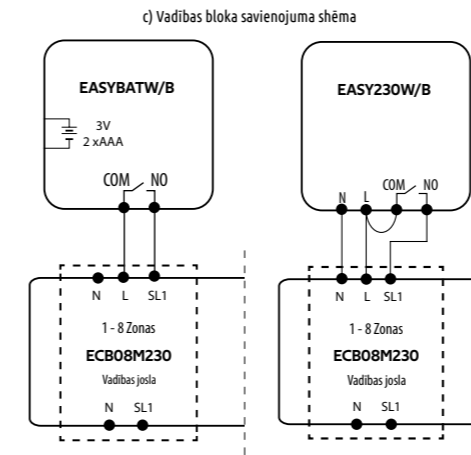 c) Vadības bloka savienojuma shēma
EASYBATW/B
3V
2 xAAA
COM NO
N L SL1
1 - 8 Zonas
ECB08M230
Vadības josla
N SL1
EASY230W/B
N L COM NO
N L SL1
1 - 8 Zonas
ECB08M230
Vadības josla
N SL1